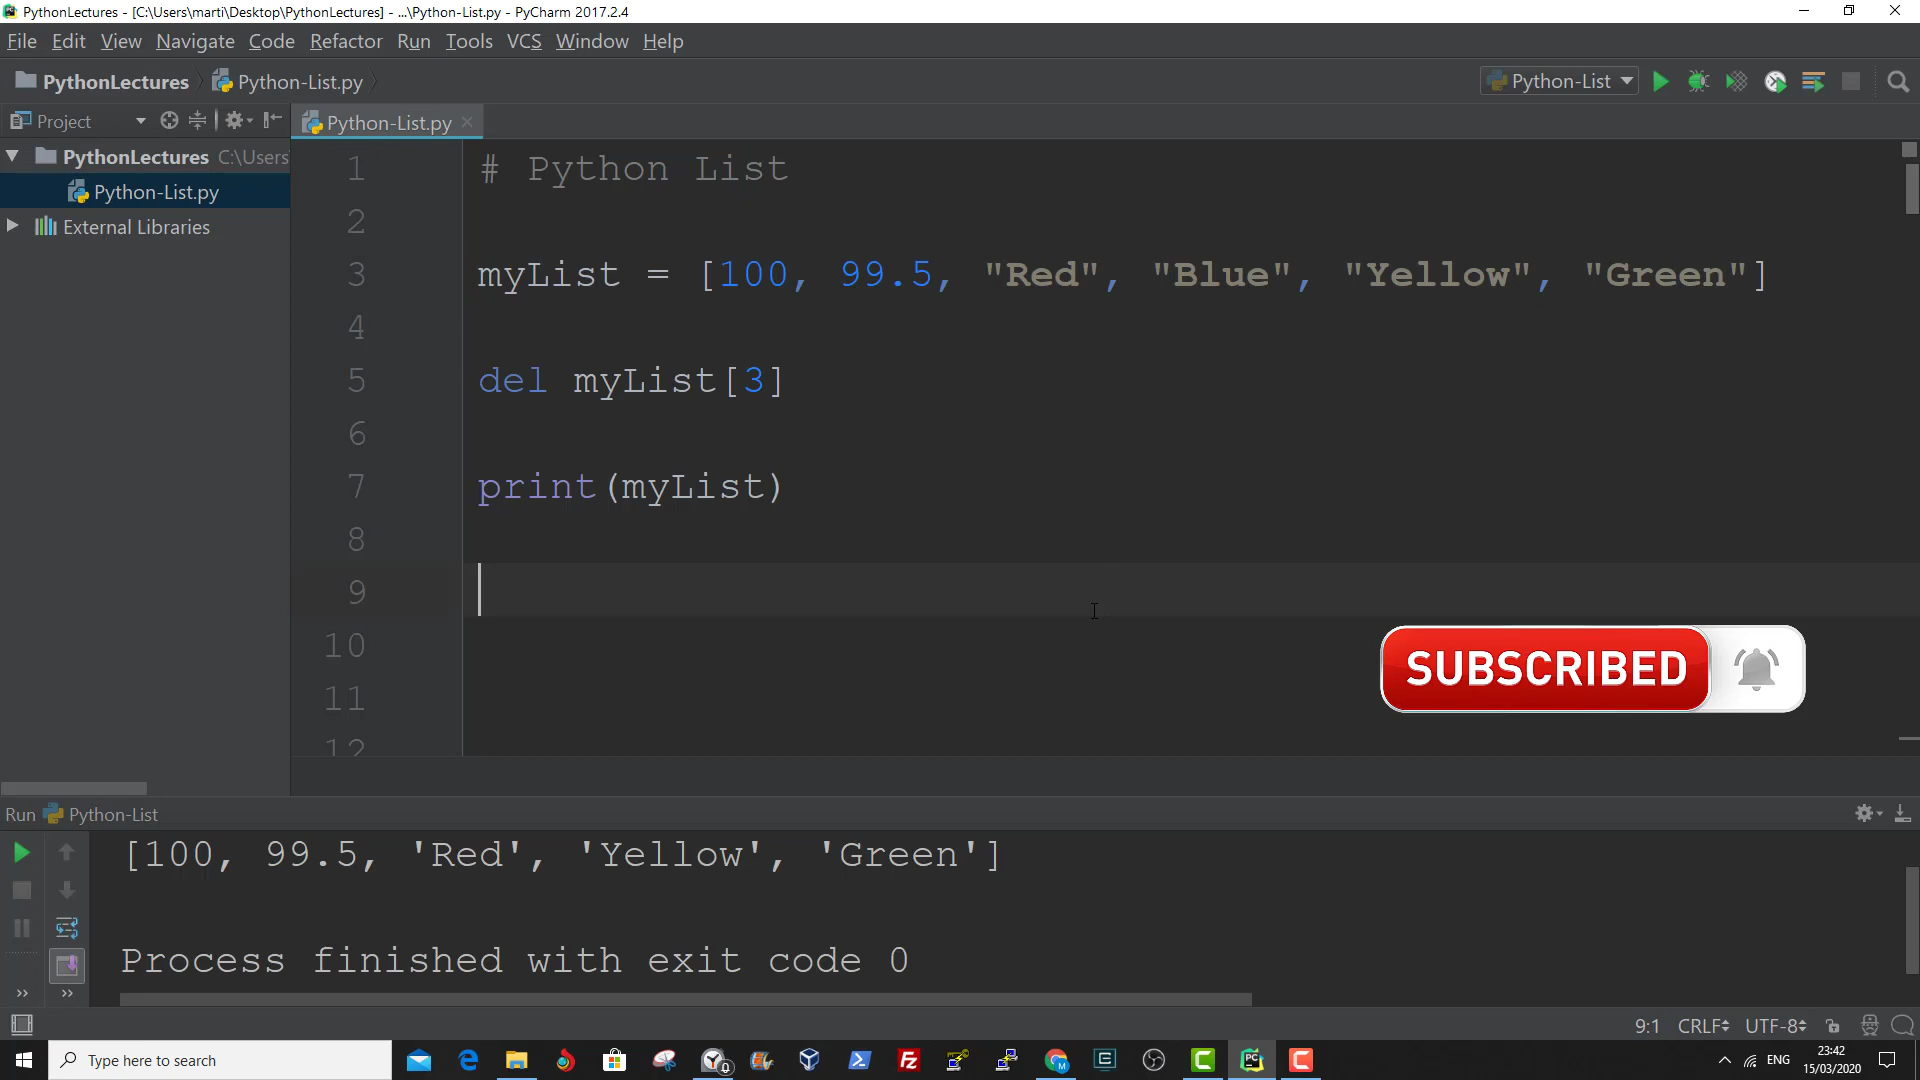 PythonLectures - [C:\Users\marti\Desktop\PythonLectures] - ...\Python-List.py - PyCharm 2017.2.4
File Edit View Navigate Code Refactor Run Tools VCS Window Help
PythonLectures Python-List.py Python-List
Project Python-List.py
PythonLectures C:\Users
Python-List.py
External Libraries
1 # Python List
2
3 myList = [100, 99.5, "Red", "Blue", "Yellow", "Green"]
4
5 del myList[3]
6
7 print(myList)
8
9
10
11
12
SUBSCRIBED
Run Python-List
[100, 99.5, 'Red', 'Yellow', 'Green']
Process finished with exit code 0
9:1 CRLF UTF-8
Type here to search
ENG
23:42
15/03/2020